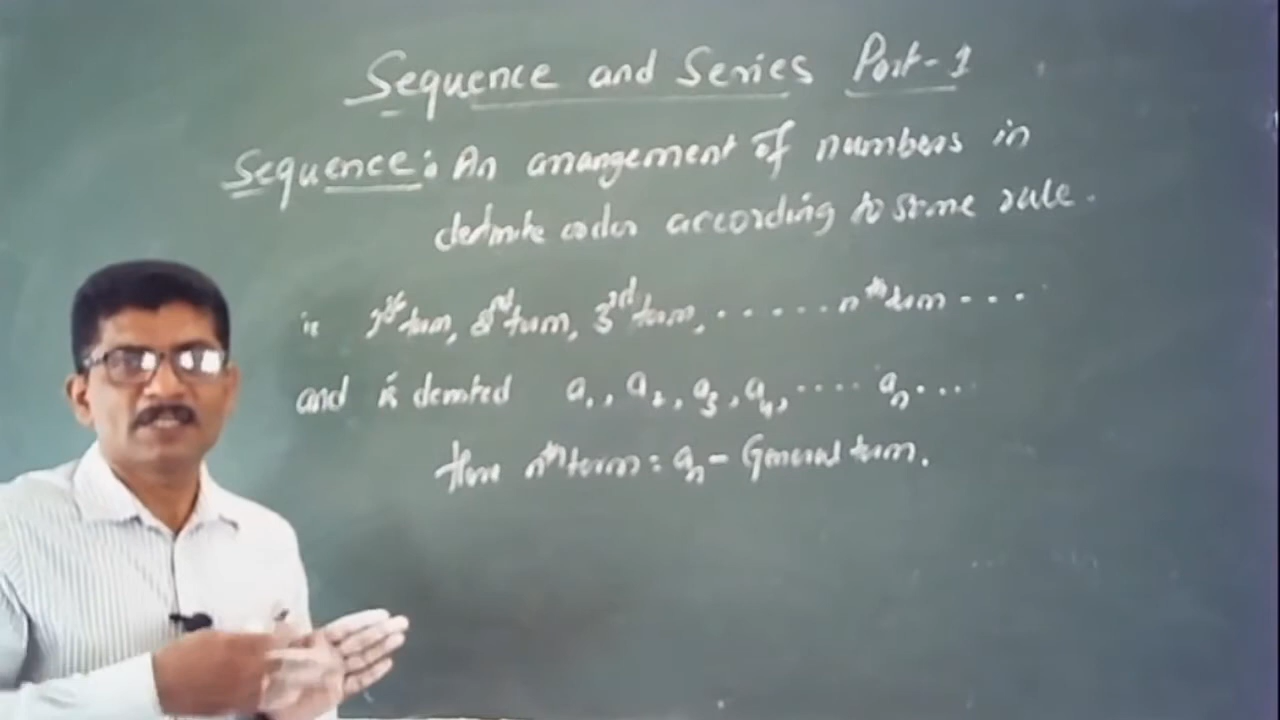 Sequence and Series Part-1
Sequence: An arrangement of numbers in
definite order according to some rule.
ie 1st term, 2nd term, 3rd term, ..... nth term ...
and is denoted a1, a2, a3, a4, .... an ...
Here nth term = an - General term.